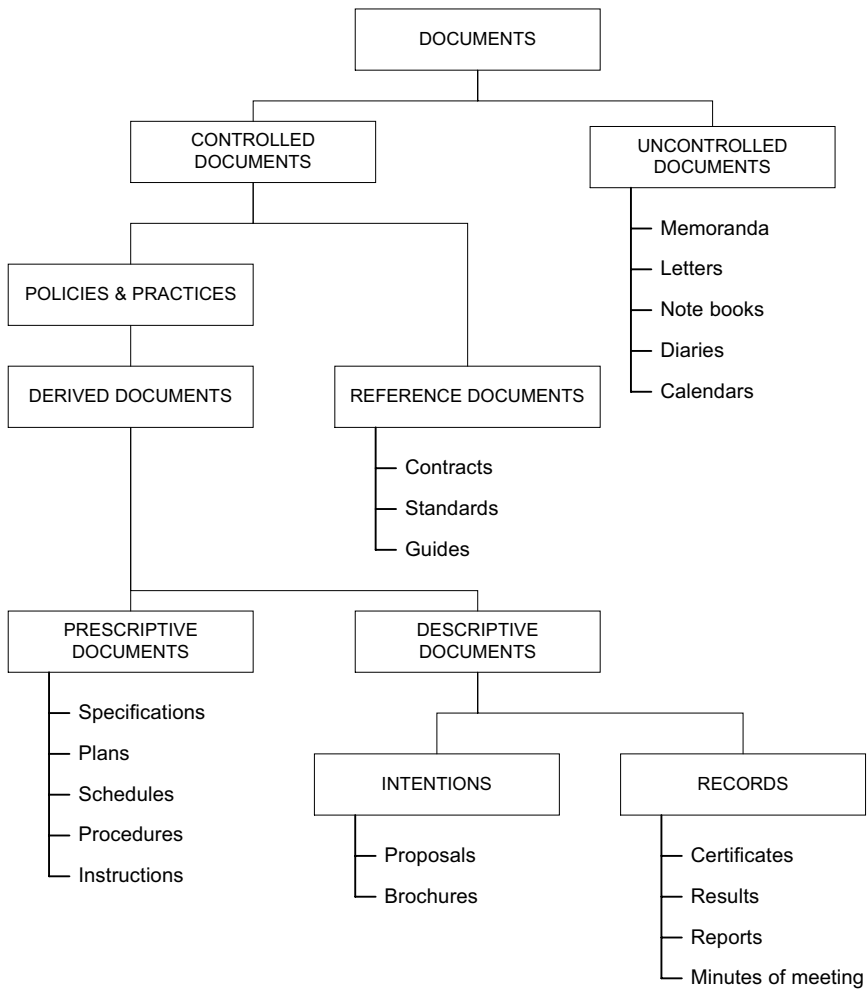 DOCUMENTS
CONTROLLED
DOCUMENTS
UNCONTROLLED
DOCUMENTS
Memoranda
Letters
Note books
Diaries
Calendars
POLICIES & PRACTICES
DERIVED DOCUMENTS
REFERENCE DOCUMENTS
Contracts
Standards
Guides
PRESCRIPTIVE
DOCUMENTS
Specifications
Plans
Schedules
Procedures
Instructions
DESCRIPTIVE
DOCUMENTS
INTENTIONS
Proposals
Brochures
RECORDS
Certificates
Results
Reports
Minutes of meeting